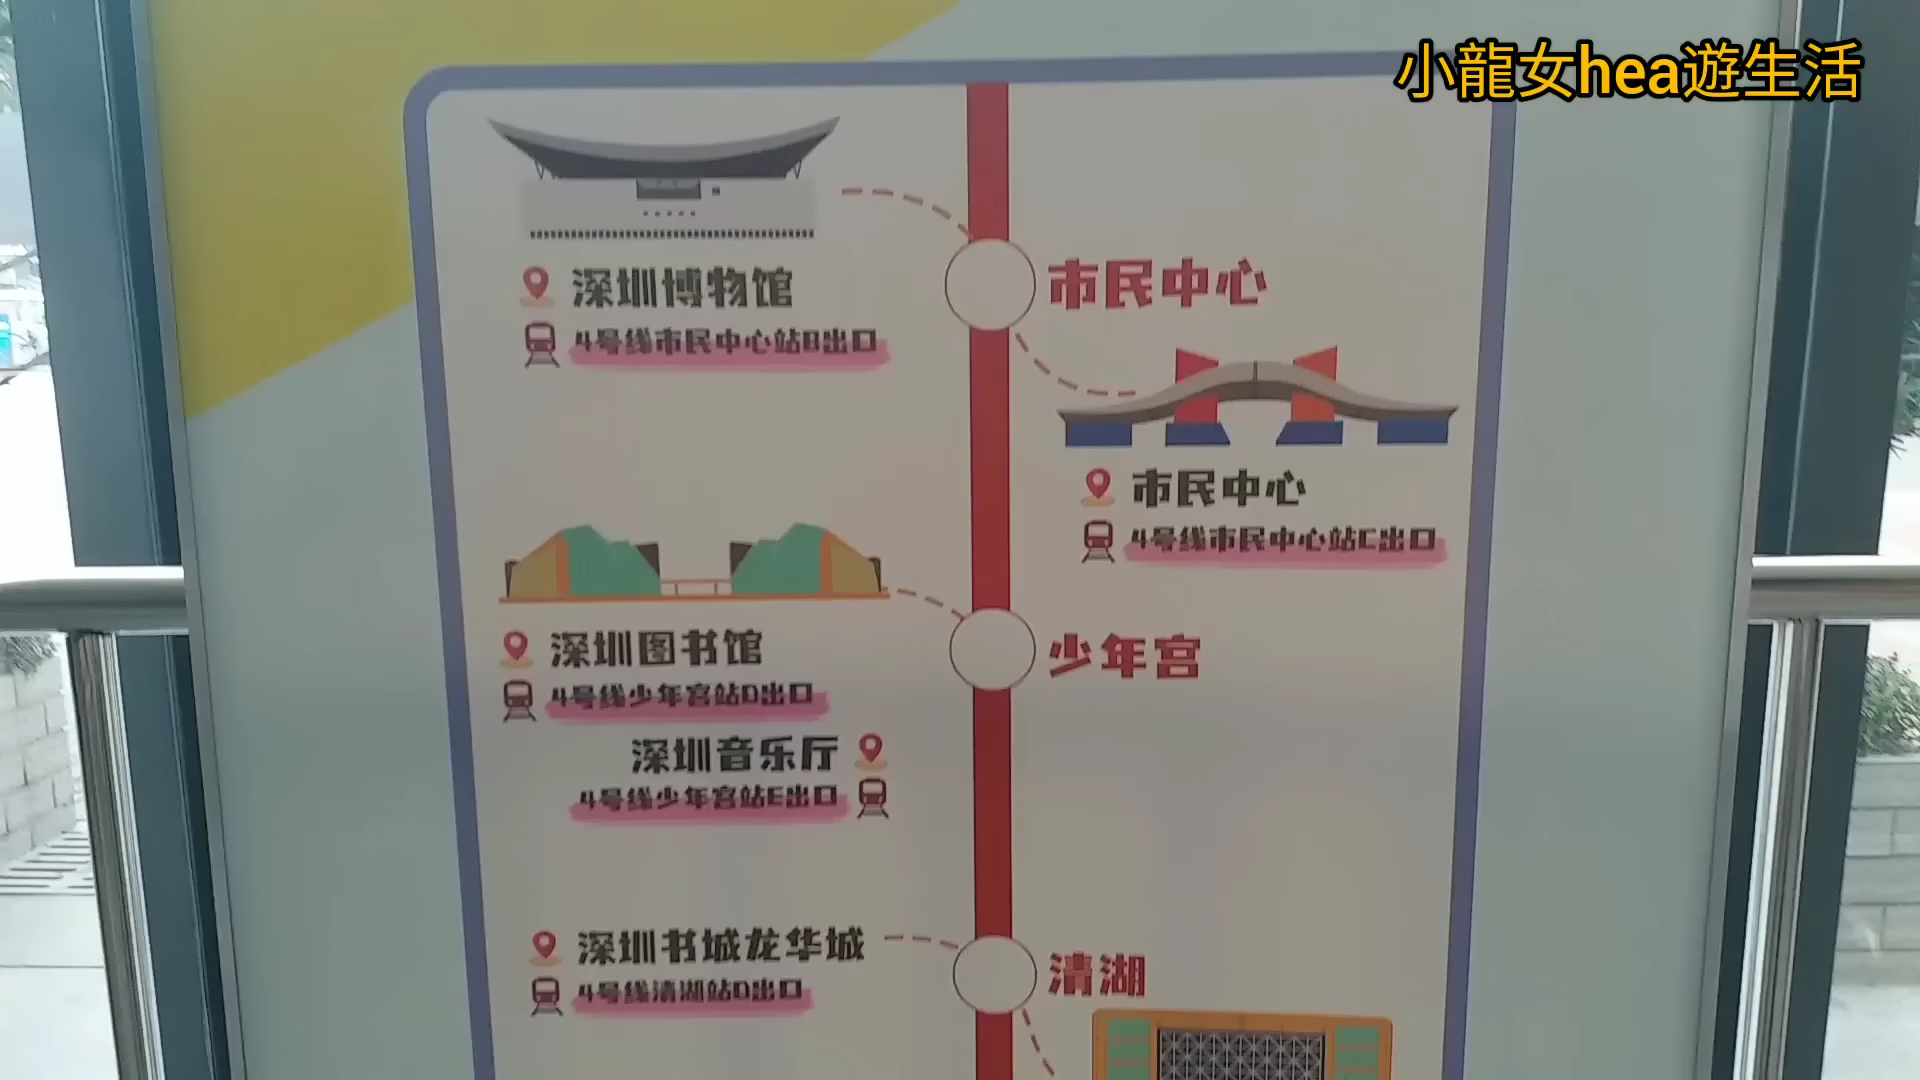 小龍女hea遊生活
深圳博物馆
4号线市民中心站B出口
市民中心
市民中心
4号线市民中心站C出口
深圳图书馆
4号线少年宫站D出口
少年宫
深圳音乐厅
4号线少年宫站E出口
深圳书城龙华城
4号线清湖站D出口
清湖